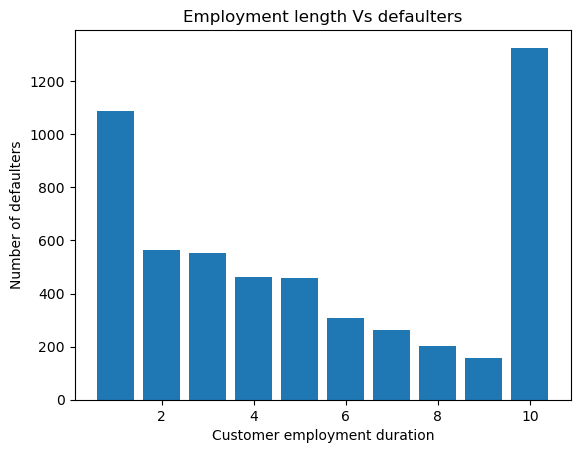 Employment length Vs defaulters
Number of defaulters
1200
1000
800
600
400
200
0
2 4 6 8 10
Customer employment duration